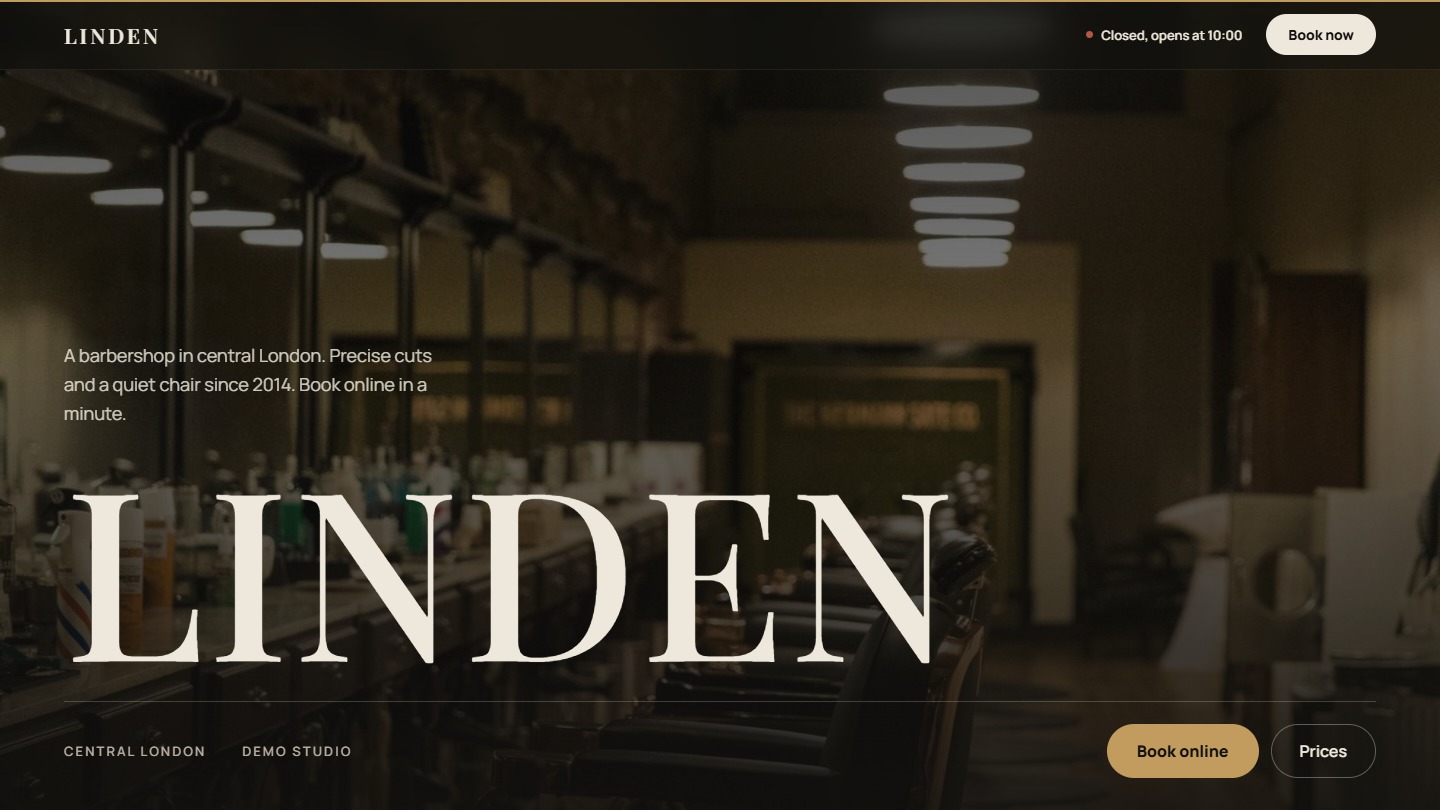 LINDEN
Closed, opens at 10:00
Book now
A barbershop in central London. Precise cuts
and a quiet chair since 2014. Book online in a
minute.
LINDEN
CENTRAL LONDON
DEMO STUDIO
Book online
Prices